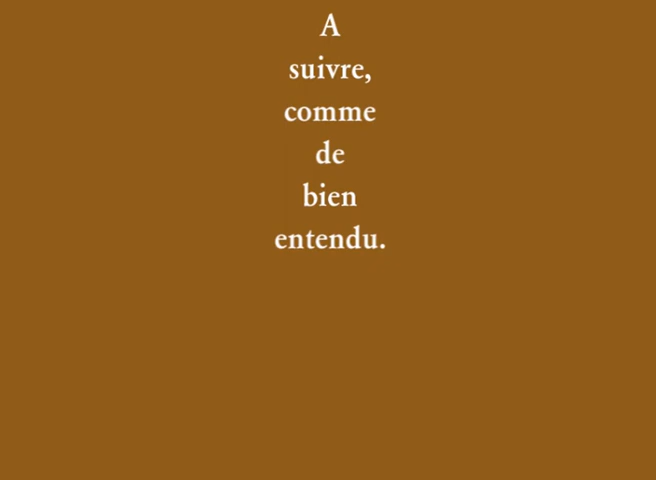 A
suivre,
comme
de
bien
entendu.